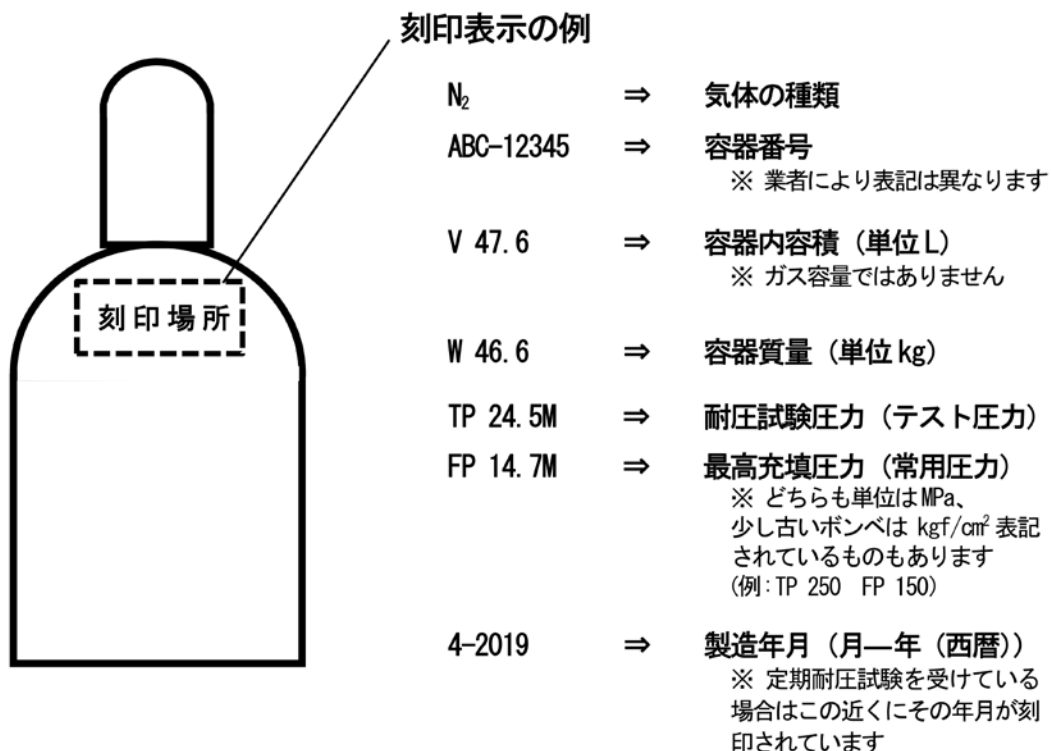 刻印表示の例
刻印場所
N₂ ⇒ 気体の種類
ABC-12345 ⇒ 容器番号
※ 業者により表記は異なります
V 47.6 ⇒ 容器内容積（単位L）
※ ガス容量ではありません
W 46.6 ⇒ 容器質量（単位kg）
TP 24.5M ⇒ 耐圧試験圧力（テスト圧力）
FP 14.7M ⇒ 最高充填圧力（常用圧力）
※ どちらも単位はMPa、
少し古いボンベは kgf/cm² 表記
されているものもあります
(例:TP 250 FP 150)
4-2019 ⇒ 製造年月（月―年（西暦））
※ 定期耐圧試験を受けている
場合はこの近くにその年月が刻
印されています